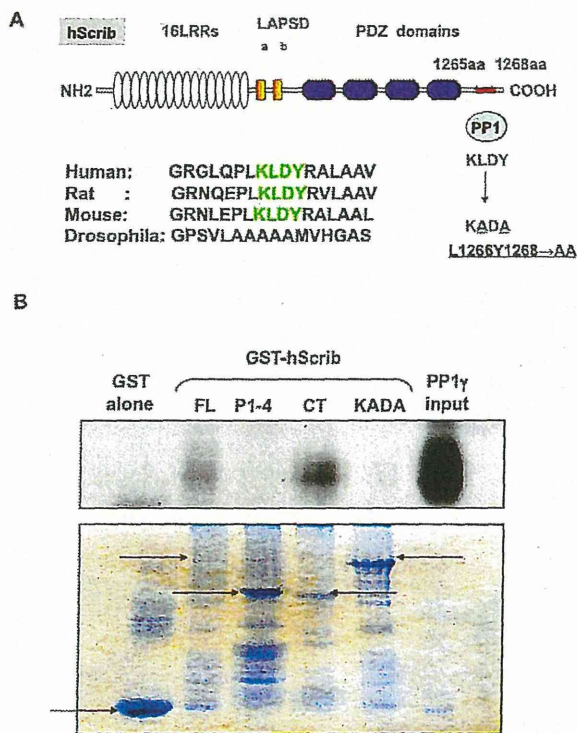 A
hScrib 16LRRs LAPSD PDZ domains
a b
1265aa 1268aa
NH2 COOH
PP1
KLDY
KADA
L1266Y1268→AA
Human: GRGLQPLKLDYRALAAV
Rat : GRNQEPLKLDYRVLAAV
Mouse: GRNLEPLKLDYRALAAL
Drosophila: GPSVLAAAAAMVHGAS
B
GST-hScrib
GST alone FL P1-4 CT KADA PP1γ input